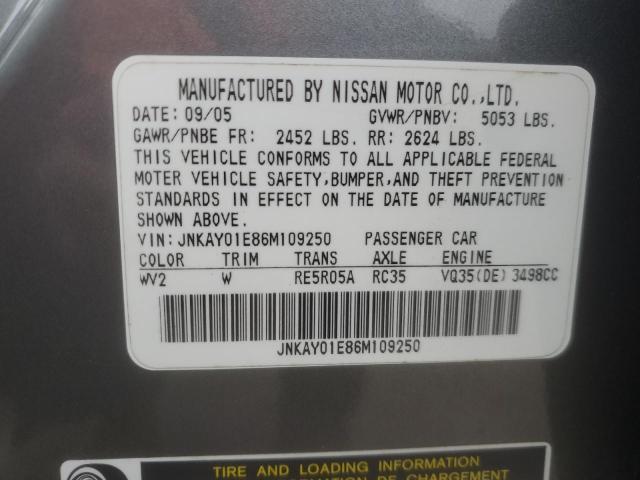 MANUFACTURED BY NISSAN MOTOR CO.,LTD.
DATE: 09/05 GVWR/PNBV: 5053 LBS.
GAWR/PNBE FR: 2452 LBS. RR: 2624 LBS.
THIS VEHICLE CONFORMS TO ALL APPLICABLE FEDERAL
MOTOR VEHICLE SAFETY,BUMPER,AND THEFT PREVENTION
STANDARDS IN EFFECT ON THE DATE OF MANUFACTURE
SHOWN ABOVE.
VIN: JNKAY01E86M109250 PASSENGER CAR
COLOR TRIM TRANS AXLE ENGINE
WV2 W RE5R05A RC35 VQ35(DE) 3498CC
JNKAY01E86M109250
TIRE AND LOADING INFORMATION
DE CHARGEMENT